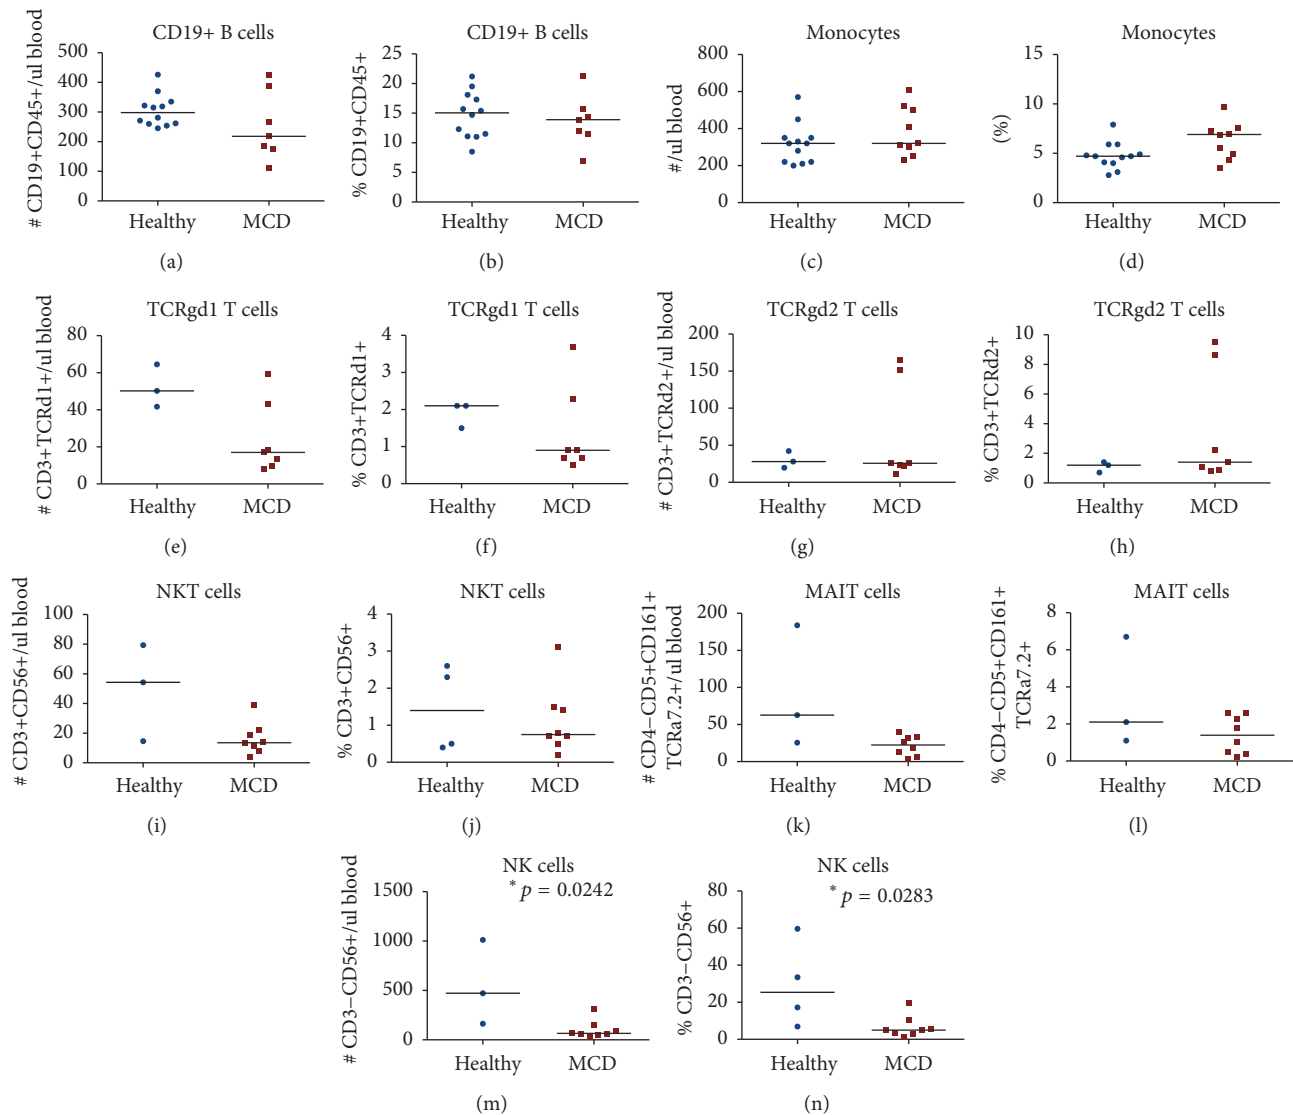 CD19+ B cells
# CD19+CD45+/ul blood
500
400
300
200
100
0
Healthy
MCD
(a)
CD19+ B cells
% CD19+CD45+
25
20
15
10
5
0
Healthy
MCD
(b)
Monocytes
#/ul blood
800
600
400
200
0
Healthy
MCD
(c)
Monocytes
(%)
15
10
5
0
Healthy
MCD
(d)
TCRgd1 T cells
# CD3+TCRd1+/ul blood
80
60
40
20
0
Healthy
MCD
(e)
TCRgd1 T cells
% CD3+TCRd1+
4
3
2
1
0
Healthy
MCD
(f)
TCRgd2 T cells
# CD3+TCRd2+/ul blood
200
150
100
50
0
Healthy
MCD
(g)
TCRgd2 T cells
% CD3+TCRd2+
10
8
6
4
2
0
Healthy
MCD
(h)
NKT cells
# CD3+CD56+/ul blood
100
80
60
40
20
0
Healthy
MCD
(i)
NKT cells
% CD3+CD56+
4
3
2
1
0
Healthy
MCD
(j)
MAIT cells
# CD4−CD5+CD161+
TCRa7.2+/ul blood
200
150
100
50
0
Healthy
MCD
(k)
MAIT cells
% CD4−CD5+CD161+
TCRa7.2+
8
6
4
2
0
Healthy
MCD
(l)
NK cells
* p = 0.0242
# CD3−CD56+/ul blood
1500
1000
500
0
Healthy
MCD
(m)
NK cells
* p = 0.0283
% CD3−CD56+
80
60
40
20
0
Healthy
MCD
(n)